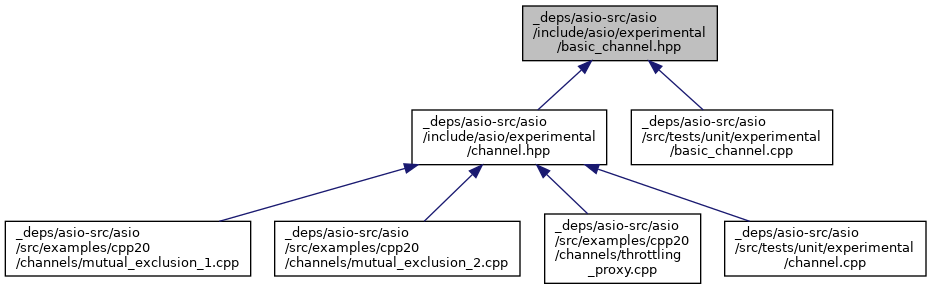 _deps/asio-src/asio
/include/asio/experimental
/basic_channel.hpp
_deps/asio-src/asio
/include/asio/experimental
/channel.hpp
_deps/asio-src/asio
/src/tests/unit/experimental
/basic_channel.cpp
_deps/asio-src/asio
/src/examples/cpp20
/channels/mutual_exclusion_1.cpp
_deps/asio-src/asio
/src/examples/cpp20
/channels/mutual_exclusion_2.cpp
_deps/asio-src/asio
/src/examples/cpp20
/channels/throttling
_proxy.cpp
_deps/asio-src/asio
/src/tests/unit/experimental
/channel.cpp